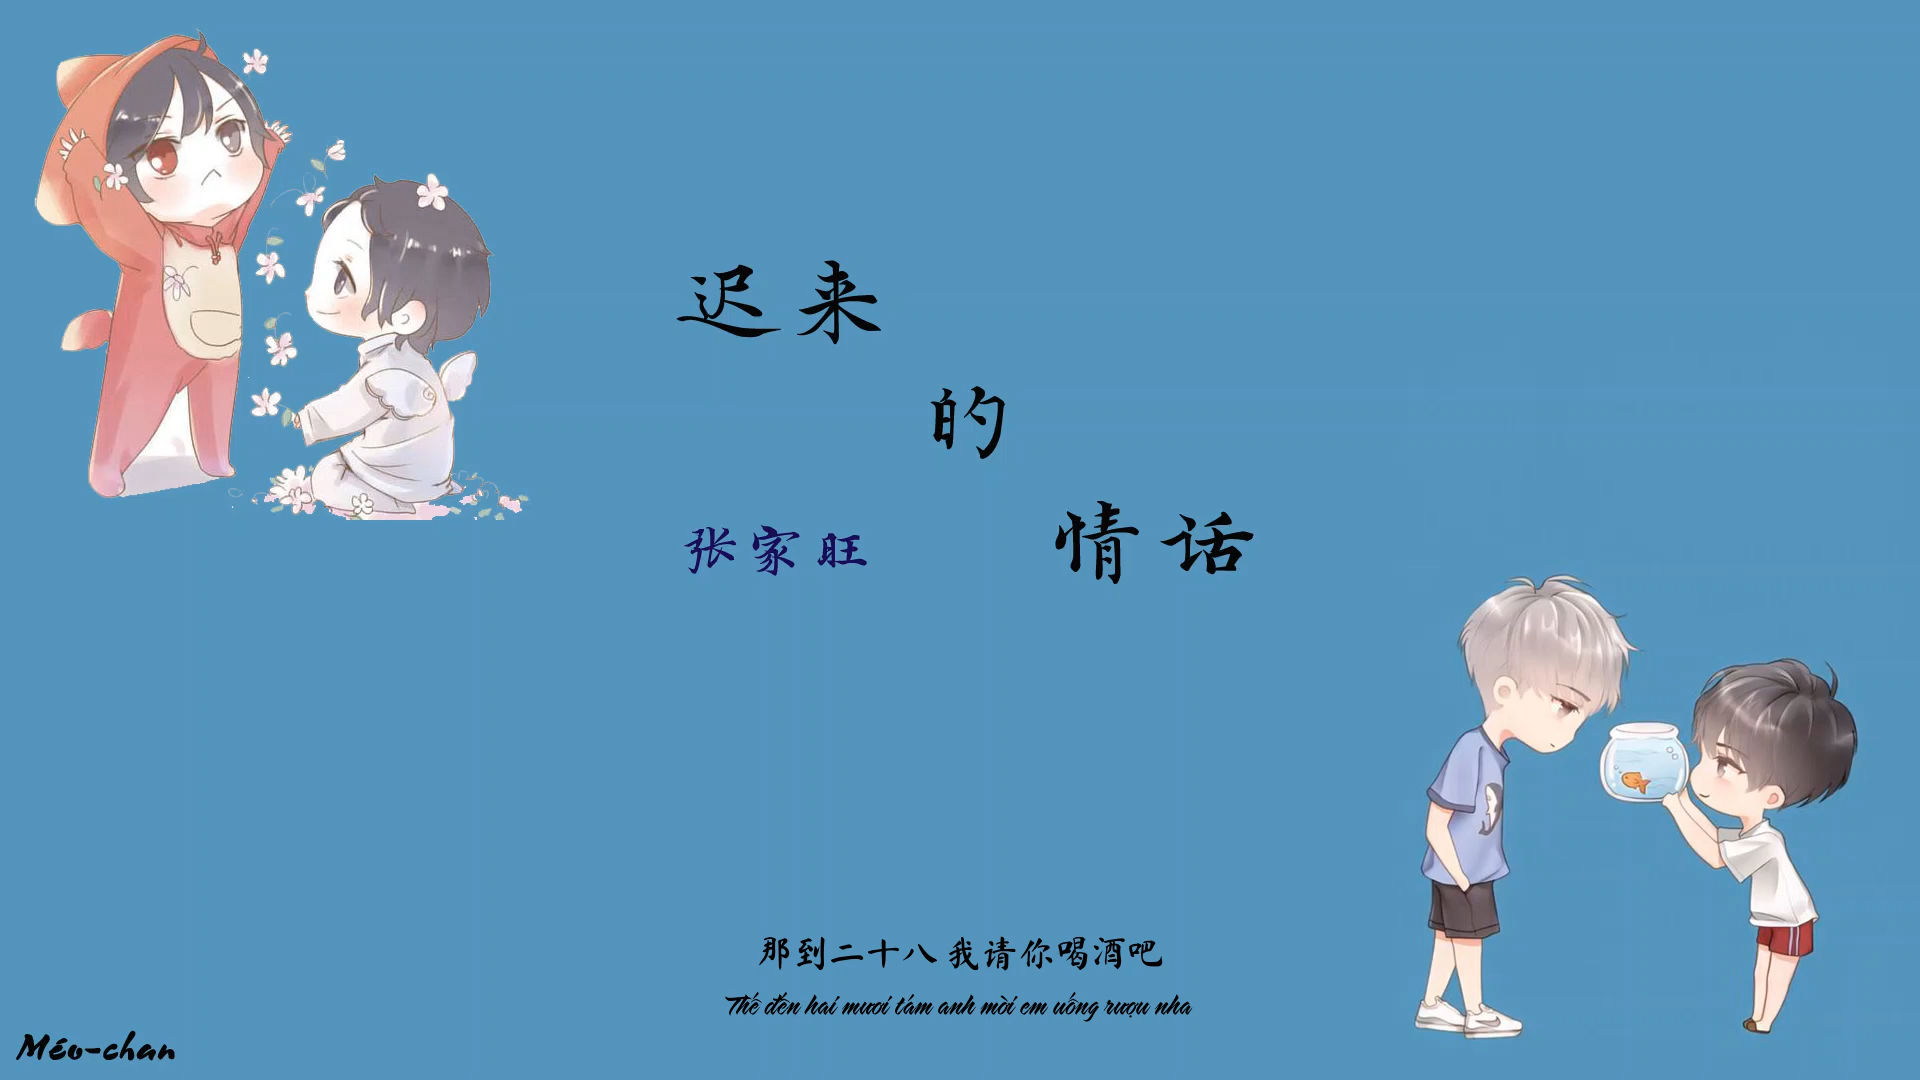 迟来
的
情话
张家旺
那到二十八 我请你喝酒吧
Thế đến hai mươi tám anh mời em uống rượu nha
Méo-chan